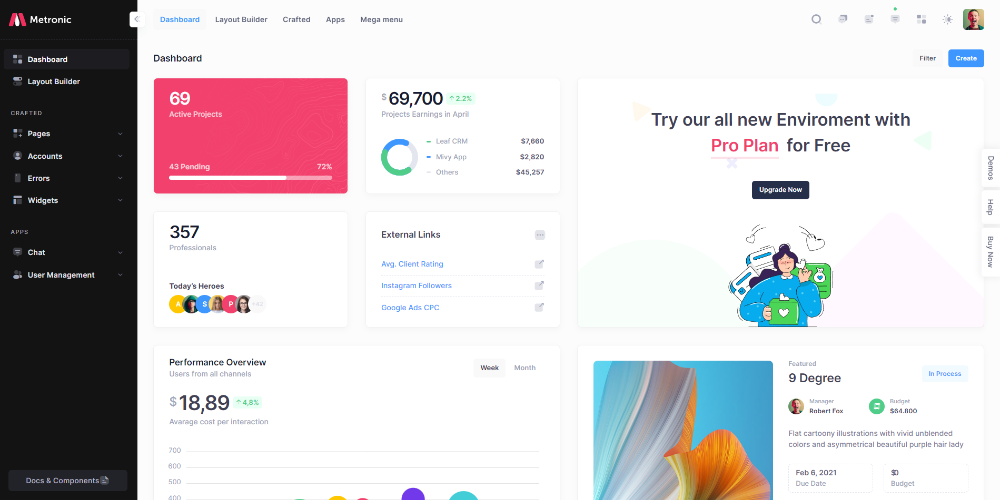 Metronic
Dashboard
Layout Builder
CRAFTED
Pages
Accounts
Errors
Widgets
APPS
Chat
User Management
Docs & Components
Dashboard
Layout Builder
Crafted
Apps
Mega menu
Dashboard
Filter
Create
69
Active Projects
43 Pending
72%
$ 69,700
2.2%
Projects Earnings in April
Leaf CRM
$7,660
Mivy App
$2,820
Others
$45,257
Try our all new Enviroment with
Pro Plan for Free
Upgrade Now
Demos
Help
Buy Now
357
Professionals
Today's Heroes
A
S
P
+42
External Links
Avg. Client Rating
Instagram Followers
Google Ads CPC
Performance Overview
Users from all channels
Week
Month
$ 18,89
4,8%
Avarage cost per interaction
700
600
500
400
Featured
9 Degree
In Process
Manager
Robert Fox
Budget
$64.800
Flat cartoony illustrations with vivid unblended
colors and asymmetrical beautiful purple hair lady
Feb 6, 2021
Due Date
$0
Budget